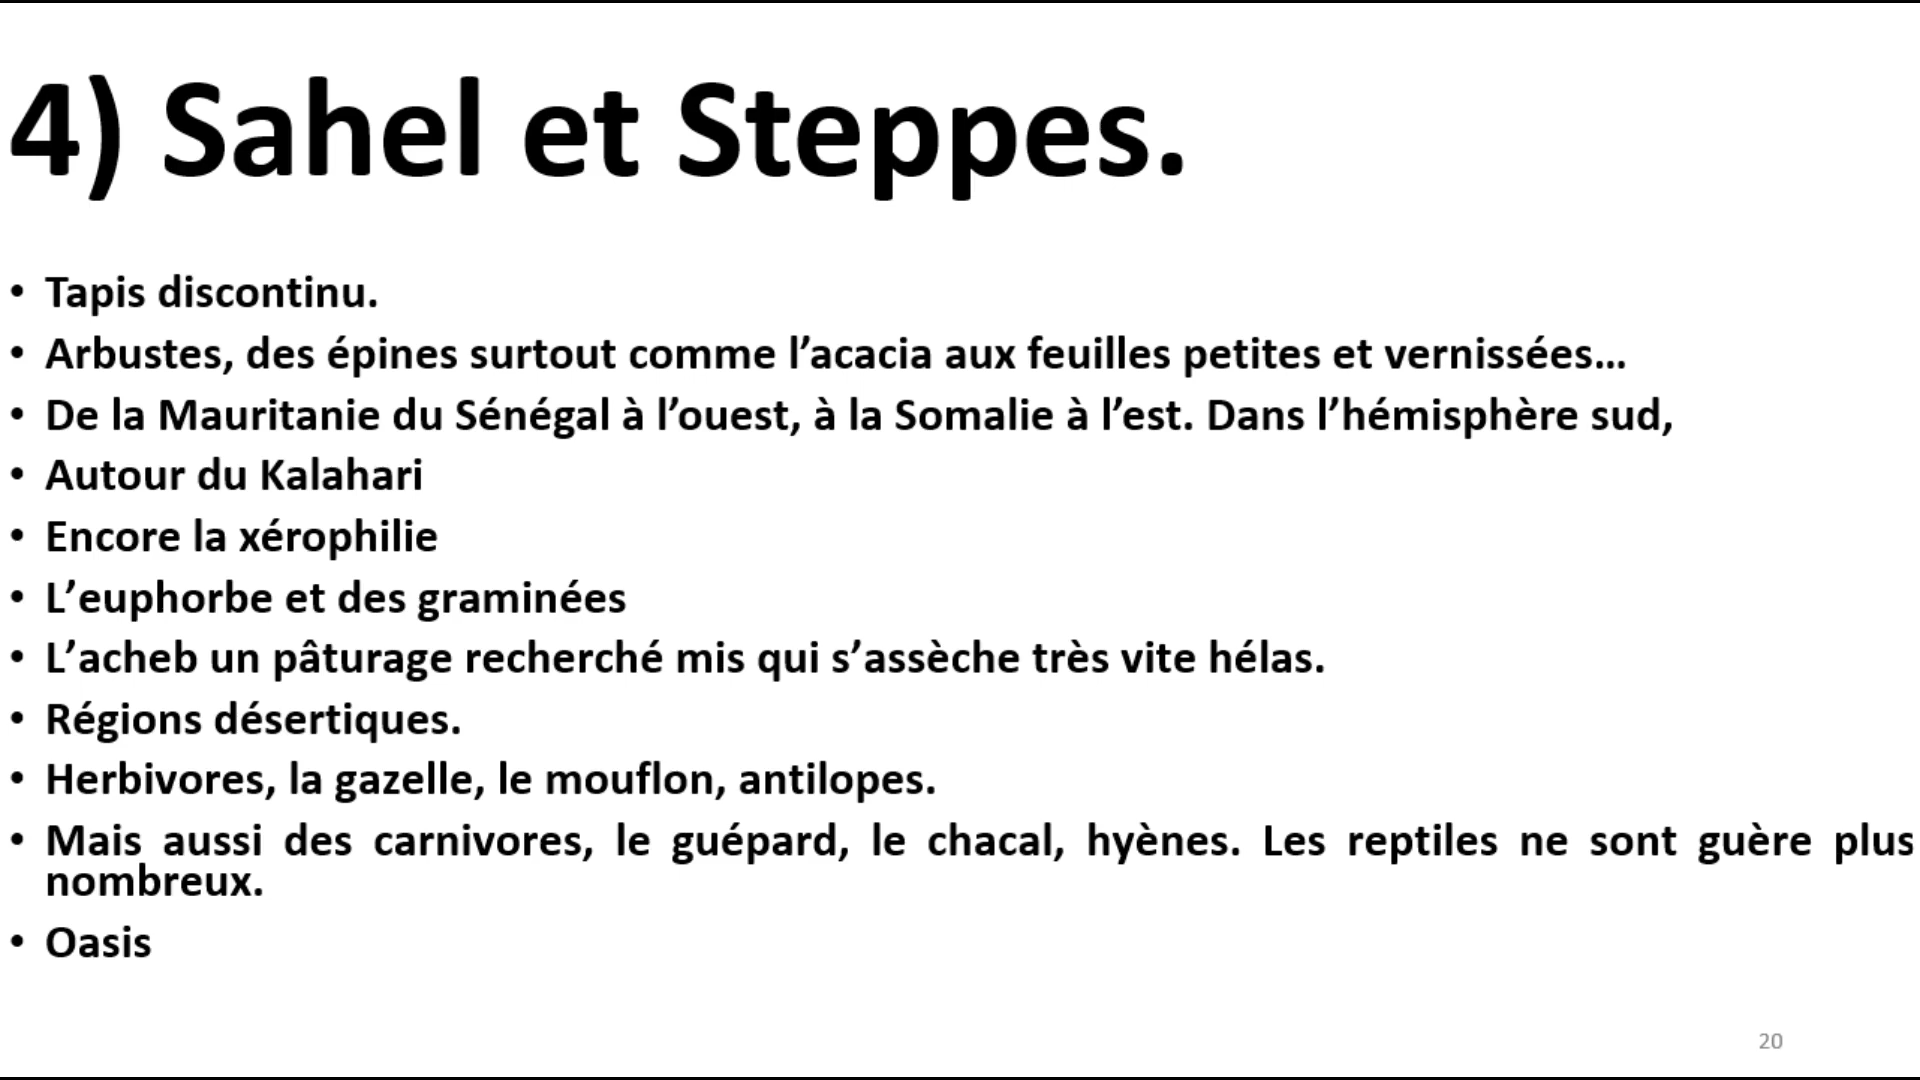 4) Sahel et Steppes.
• Tapis discontinu.
• Arbustes, des épines surtout comme l’acacia aux feuilles petites et vernissées…
• De la Mauritanie du Sénégal à l’ouest, à la Somalie à l’est. Dans l’hémisphère sud,
• Autour du Kalahari
• Encore la xérophilie
• L’euphorbe et des graminées
• L’acheb un pâturage recherché mis qui s’assèche très vite hélas.
• Régions désertiques.
• Herbivores, la gazelle, le mouflon, antilopes.
• Mais aussi des carnivores, le guépard, le chacal, hyènes. Les reptiles ne sont guère plus
nombreux.
• Oasis
20